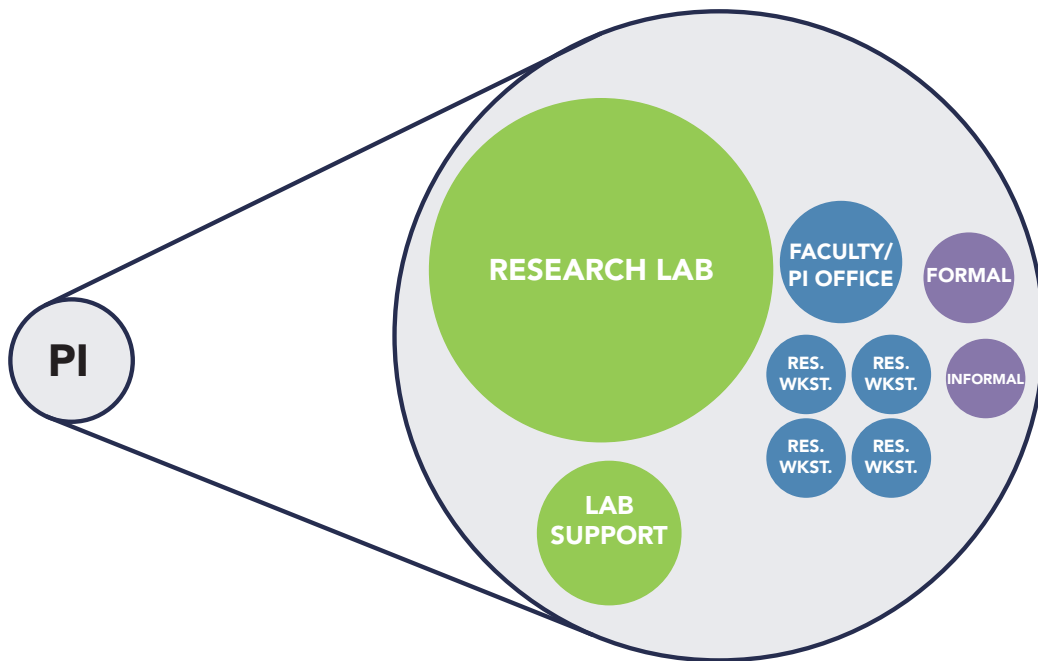 PI
RESEARCH LAB
LAB
SUPPORT
FACULTY/
PI OFFICE
RES.
WKST.
RES.
WKST.
RES.
WKST.
RES.
WKST.
FORMAL
INFORMAL